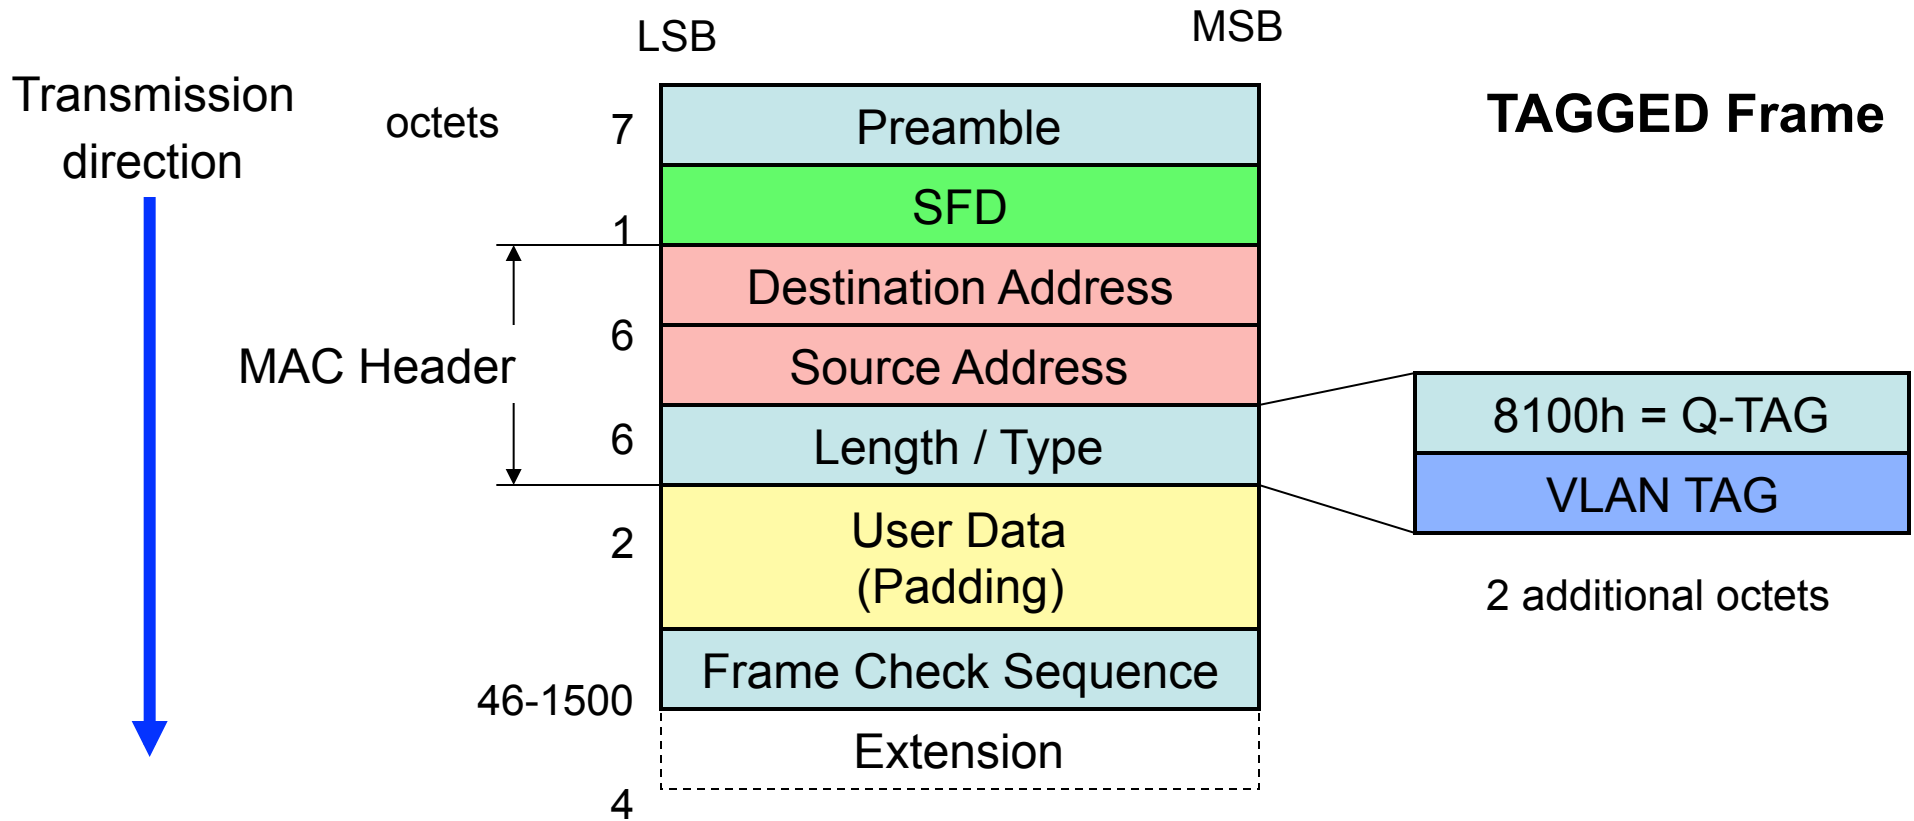 LSB
MSB
Transmission
direction
octets
7
Preamble
TAGGED Frame
SFD
1
Destination Address
6
Source Address
MAC Header
8100h = Q-TAG
6
Length / Type
VLAN TAG
User Data
2
(Padding)
2 additional octets
Frame Check Sequence
46-1500
Extension
4